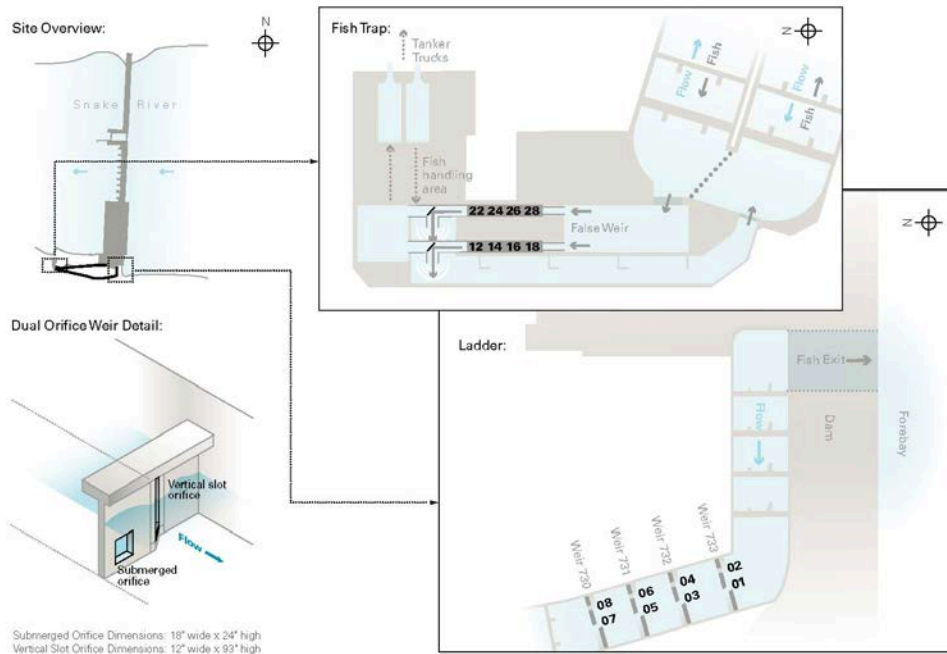 Site Overview:
N
Snake River
Fish Trap:
N
Tanker
Trucks
Fish
handling
area
Flow
Fish
Flow
Fish
22 24 26 28
False Weir
12 14 16 18
Dual Orifice Weir Detail:
Vertical slot
orifice
Submerged
orifice
Flow
Submerged Orifice Dimensions: 18" wide x 24" high
Vertical Slot Orifice Dimensions: 12" wide x 93" high
Ladder:
N
Fish Exit
Flow
Dam
Forebay
Weir 730
Weir 731
Weir 732
Weir 733
08
07
06
05
04
03
02
01